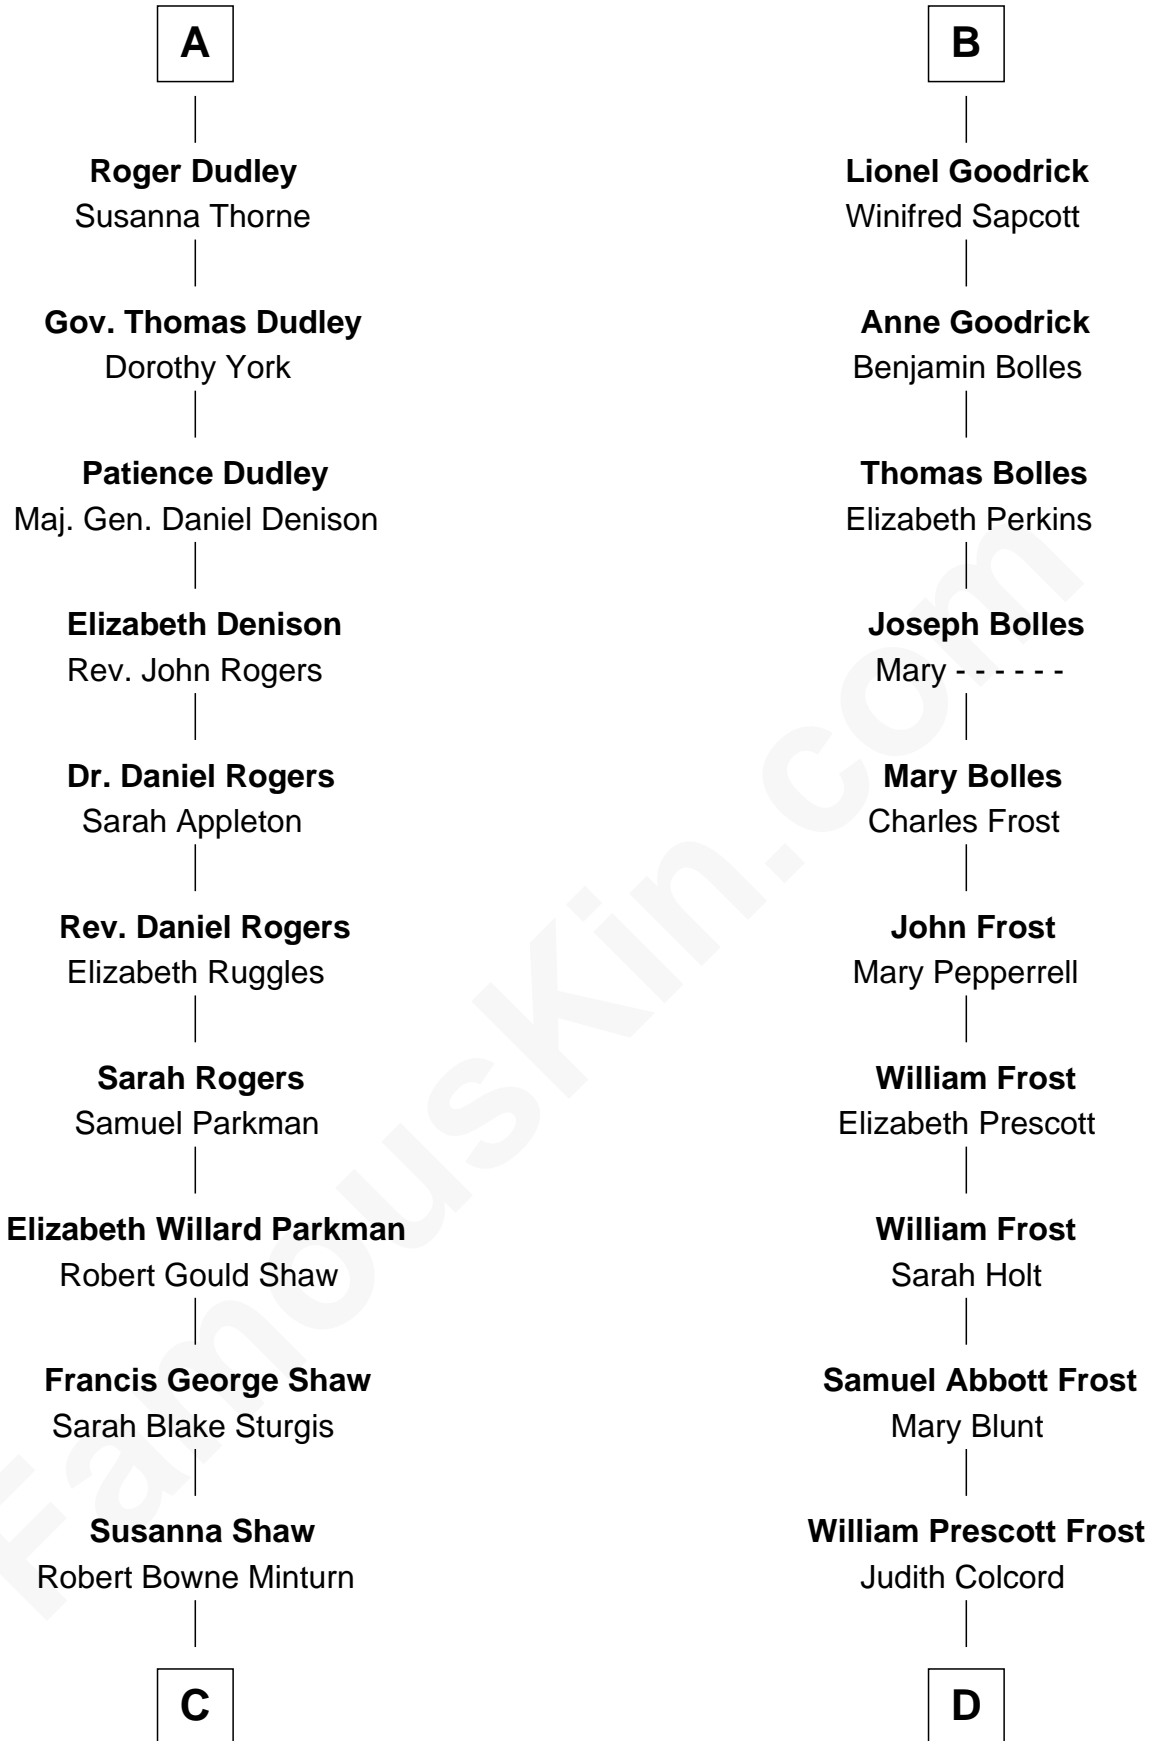 A
Roger Dudley
Susanna Thorne
Gov. Thomas Dudley
Dorothy York
Patience Dudley
Maj. Gen. Daniel Denison
Elizabeth Denison
Rev. John Rogers
Dr. Daniel Rogers
Sarah Appleton
Rev. Daniel Rogers
Elizabeth Ruggles
Sarah Rogers
Samuel Parkman
Elizabeth Willard Parkman
Robert Gould Shaw
Francis George Shaw
Sarah Blake Sturgis
Susanna Shaw
Robert Bowne Minturn
C
B
Lionel Goodrick
Winifred Sapcott
Anne Goodrick
Benjamin Bolles
Thomas Bolles
Elizabeth Perkins
Joseph Bolles
Mary - - - - - -
Mary Bolles
Charles Frost
John Frost
Mary Pepperrell
William Frost
Elizabeth Prescott
William Frost
Sarah Holt
Samuel Abbott Frost
Mary Blunt
William Prescott Frost
Judith Colcord
D
FamousKin.com